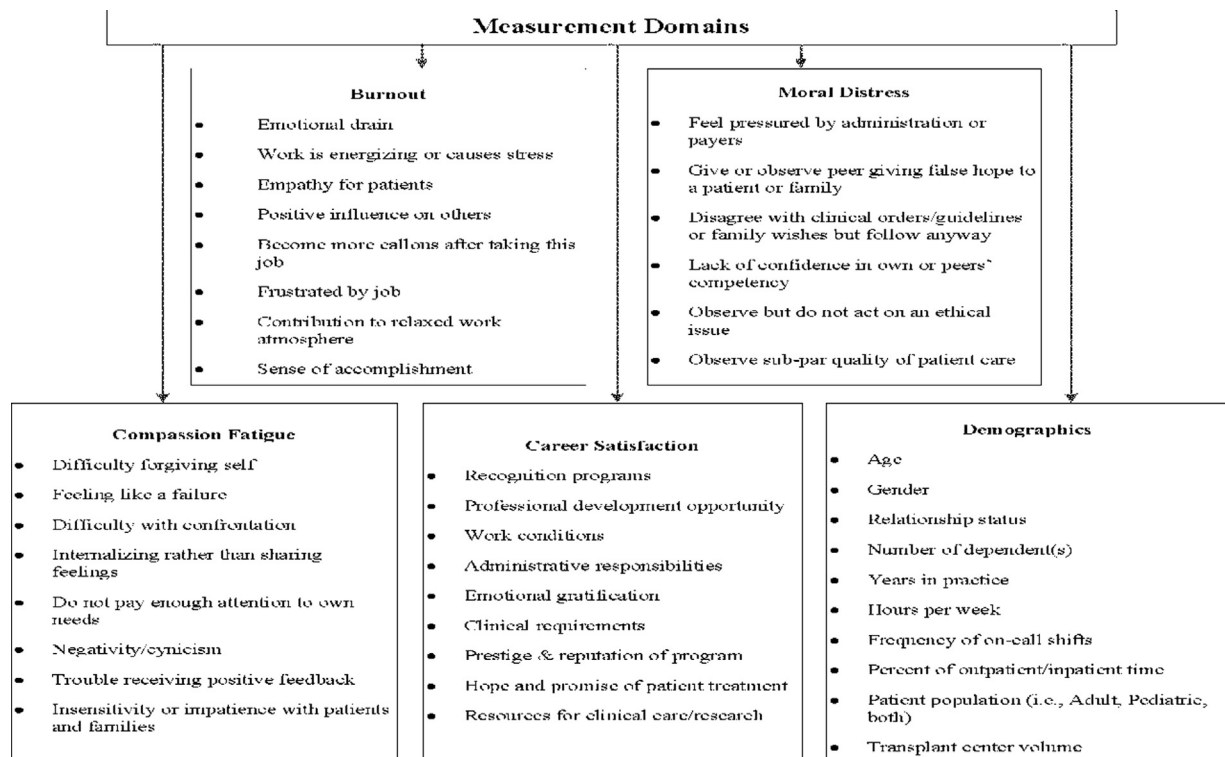 Measurement Domains
Burnout
• Emotional drain
• Work is energizing or causes stress
• Empathy for patients
• Positive influence on others
• Become more callons after taking this
job
• Frustrated by job
• Contribution to relaxed work
atmosphere
• Sense of accomplishment
Moral Distress
• Feel pressured by administration or
payers
• Give or observe peer giving false hope to
a patient or family
• Disagree with clinical orders/guidelines
or family wishes but follow anyway
• Lack of confidence in own or peers`
competency
• Observe but do not act on an ethical
issue
• Observe sub-par quality of patient care
Compassion Fatigue
• Difficulty forgiving self
• Feeling like a failure
• Difficulty with confrontation
• Internalizing rather than sharing
feelings
• Do not pay enough attention to own
needs
• Negativity/cynicism
• Trouble receiving positive feedback
• Insensitivity or impatience with patients
and families
Career Satisfaction
• Recognition programs
• Professional development opportunity
• Work conditions
• Administrative responsibilities
• Emotional gratification
• Clinical requirements
• Prestige & reputation of program
• Hope and promise of patient treatment
• Resources for clinical care/research
Demographics
• Age
• Gender
• Relationship status
• Number of dependent(s)
• Years in practice
• Hours per week
• Frequency of on-call shifts
• Percent of outpatient/inpatient time
• Patient population (i.e., Adult, Pediatric,
both)
• Transplant center volume